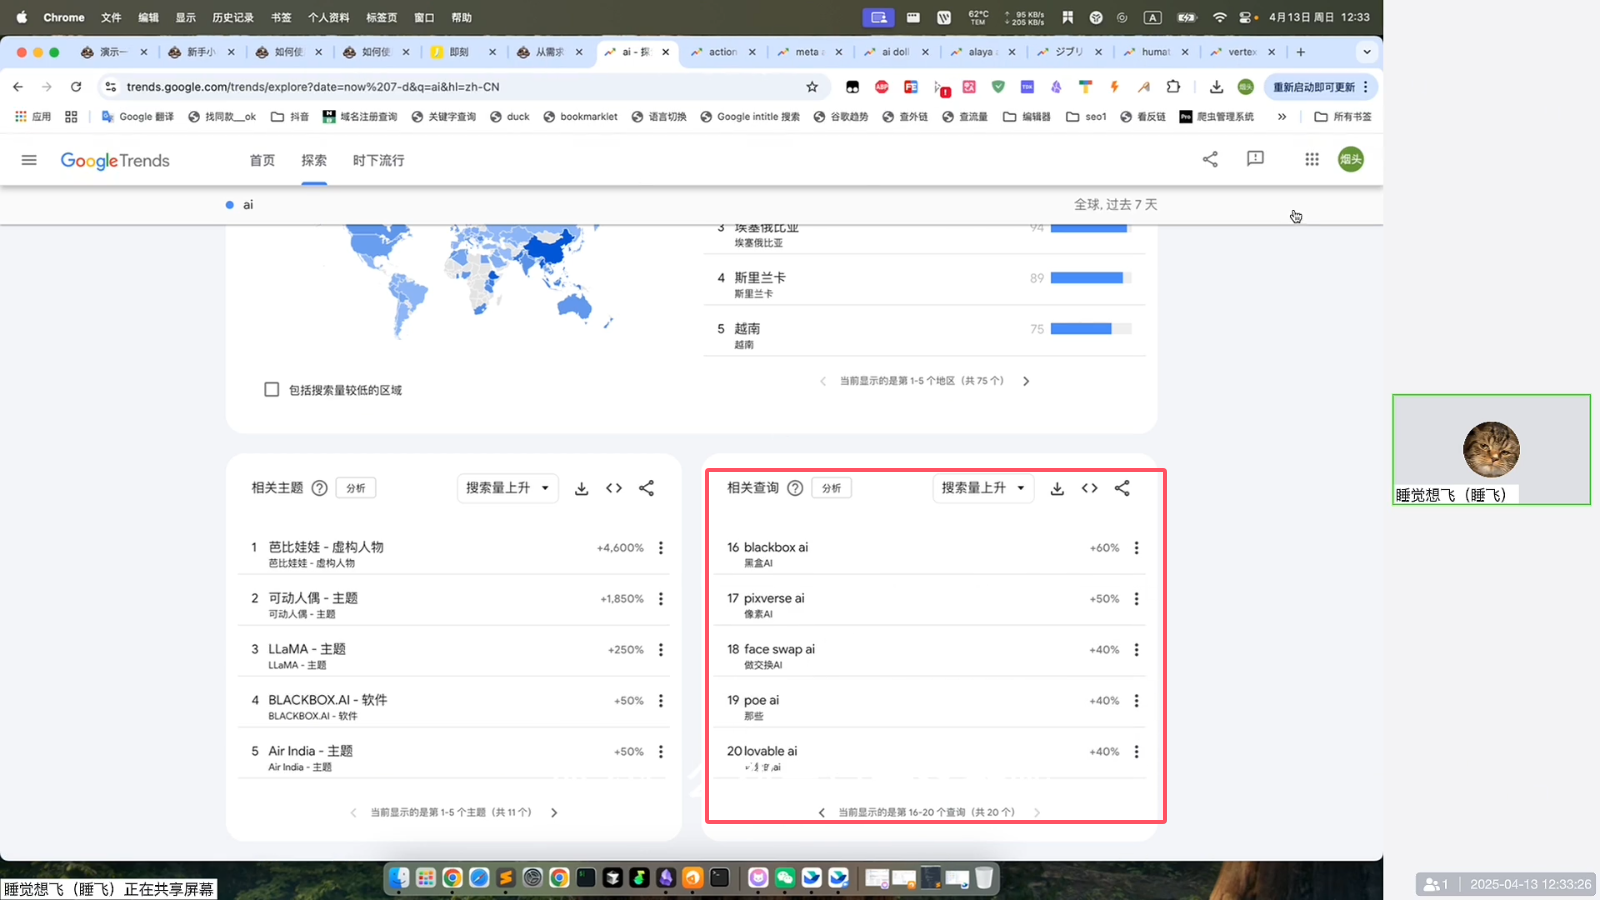 Chrome 文件 编辑 显示 历史记录 书签 个人资料 标签页 窗口 帮助
62°C TEM
95 KB/s
205 KB/s
A
4月13日 周日 12:33
演示一
新手小
如何使
如何使
即刻
从需求
ai - 探
action
meta
ai doll
alaya
ジブリ
humat
vertex
trends.google.com/trends/explore?date=now%207-d&q=ai&hl=zh-CN
重新启动即可更新
应用
Google 翻译
找同款__ok
抖音
域名注册查询
关键字查询
duck
bookmarklet
语言切换
Google intitle 搜索
谷歌趋势
查外链
查流量
编辑器
seo1
看反链
爬虫管理系统
所有书签
Google Trends
首页 探索 时下流行
烟头
ai
全球, 过去 7 天
3 埃塞俄比亚 94
埃塞俄比亚
4 斯里兰卡 89
斯里兰卡
5 越南 75
越南
当前显示的是第 1-5 个地区（共 75 个）
包括搜索量较低的区域
相关主题 分析 搜索量上升
1 芭比娃娃 - 虚构人物 +4,600%
芭比娃娃 - 虚构人物
2 可动人偶 - 主题 +1,850%
可动人偶 - 主题
3 LLaMA - 主题 +250%
LLaMA - 主题
4 BLACKBOX.AI - 软件 +50%
BLACKBOX.AI - 软件
5 Air India - 主题 +50%
Air India - 主题
当前显示的是第 1-5 个主题（共 11 个）
相关查询 分析 搜索量上升
16 blackbox ai +60%
黑盒AI
17 pixverse ai +50%
像素AI
18 face swap ai +40%
做交换AI
19 poe ai +40%
那些
20 lovable ai +40%
当前显示的是第 16-20 个查询（共 20 个）
睡觉想飞（睡飞）
睡觉想飞（睡飞）正在共享屏幕
1 2025-04-13 12:33:26